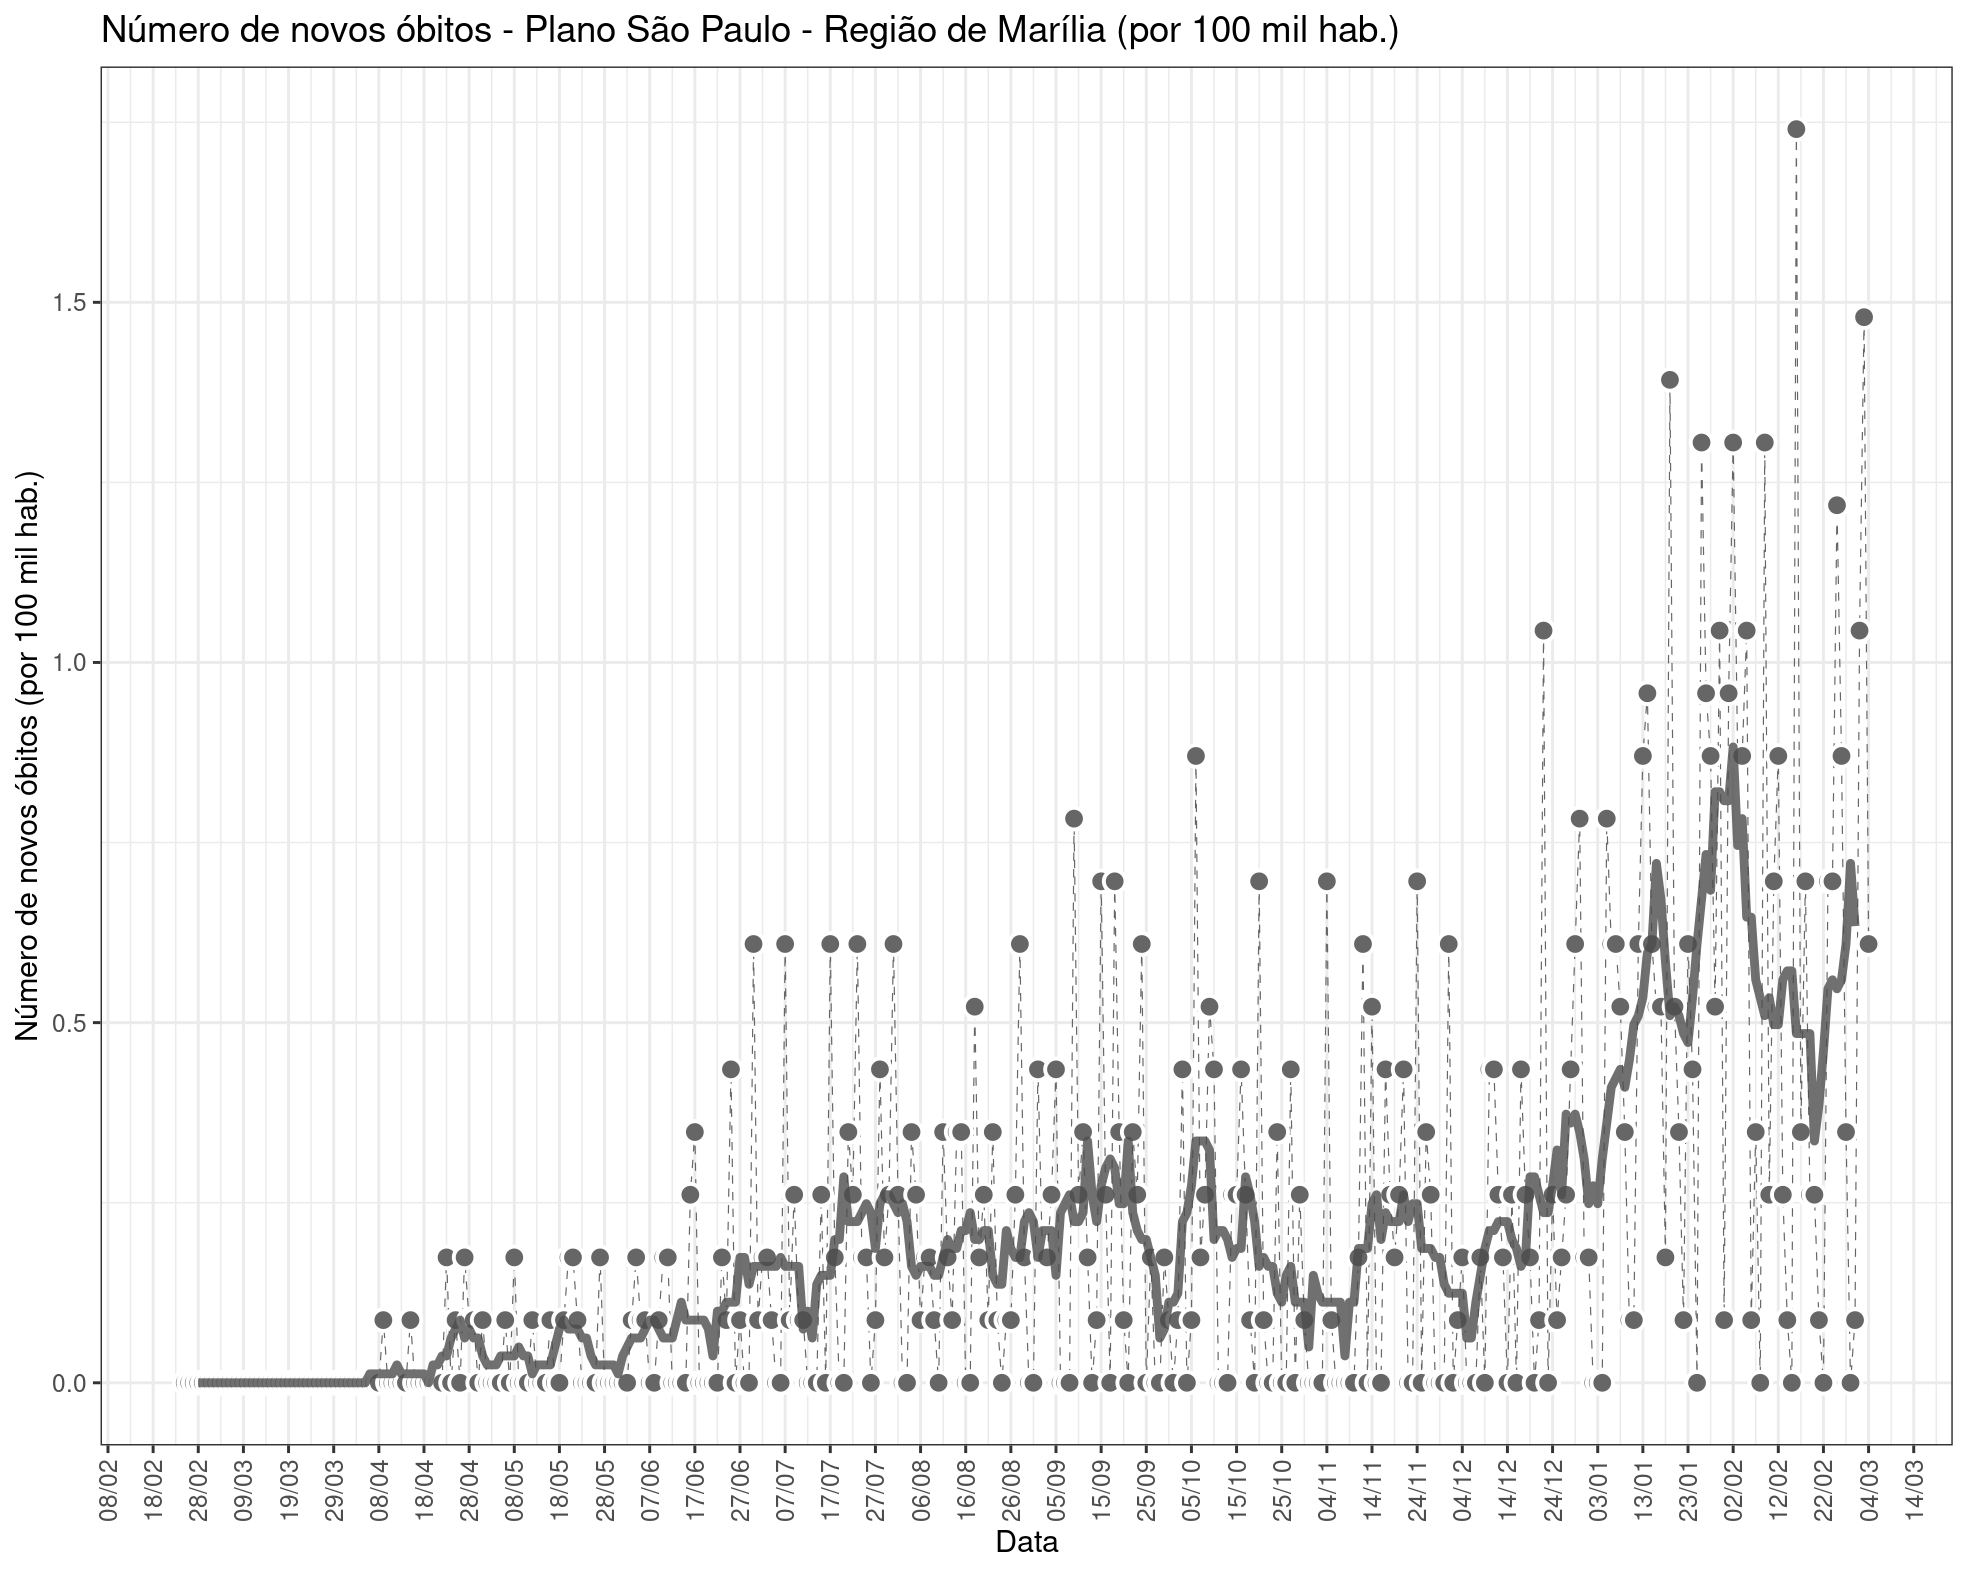 Número de novos óbitos - Plano São Paulo - Região de Marília (por 100 mil hab.)
Número de novos óbitos (por 100 mil hab.)
1.5
1.0
0.5
0.0
08/02 18/02 28/02 09/03 19/03 29/03 08/04 18/04 28/04 08/05 18/05 28/05 07/06 17/06 27/06 07/07 17/07 27/07 06/08 16/08 26/08 05/09 15/09 25/09 05/10 15/10 25/10 04/11 14/11 24/11 04/12 14/12 24/12 03/01 13/01 23/01 02/02 12/02 22/02 04/03 14/03
Data